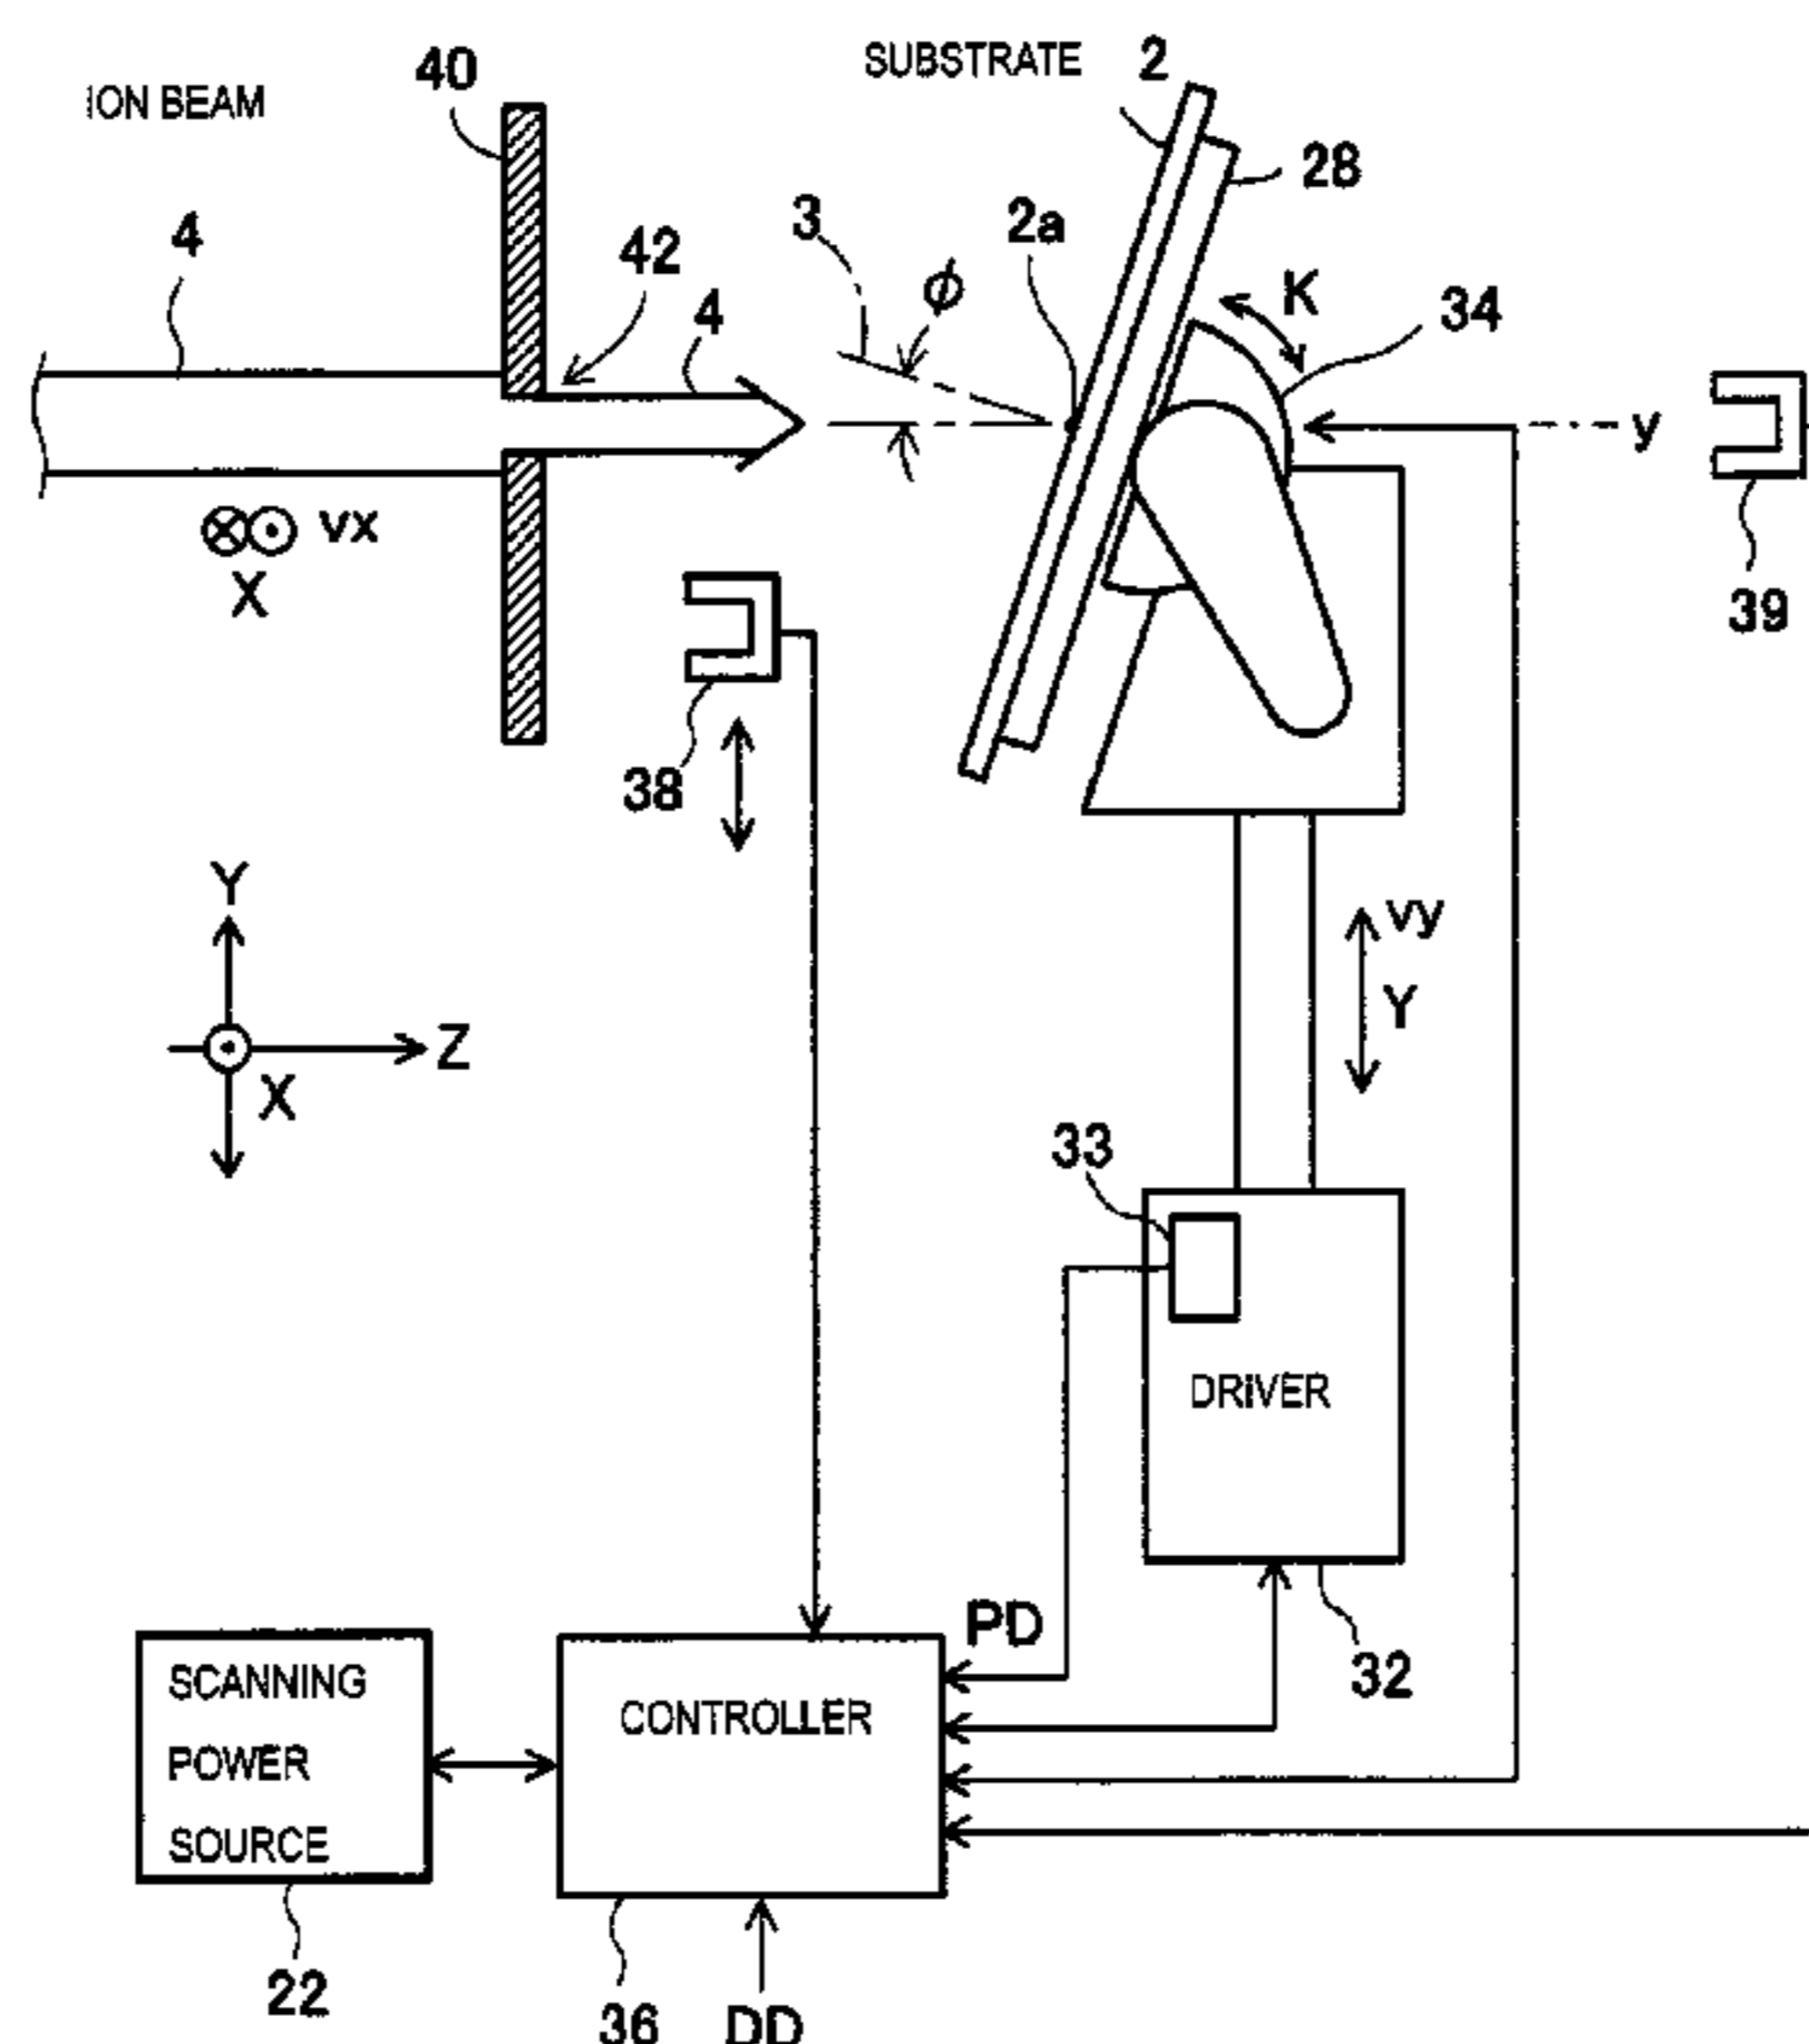 SUBSTRATE
2
40
ION BEAM
28
3
2a
4
42
ϕ
K
34
4
y
vx
X
39
38
Y
vy
Z
Y
X
33
DRIVER
PD
32
SCANNING
POWER
SOURCE
CONTROLLER
22
36
DD